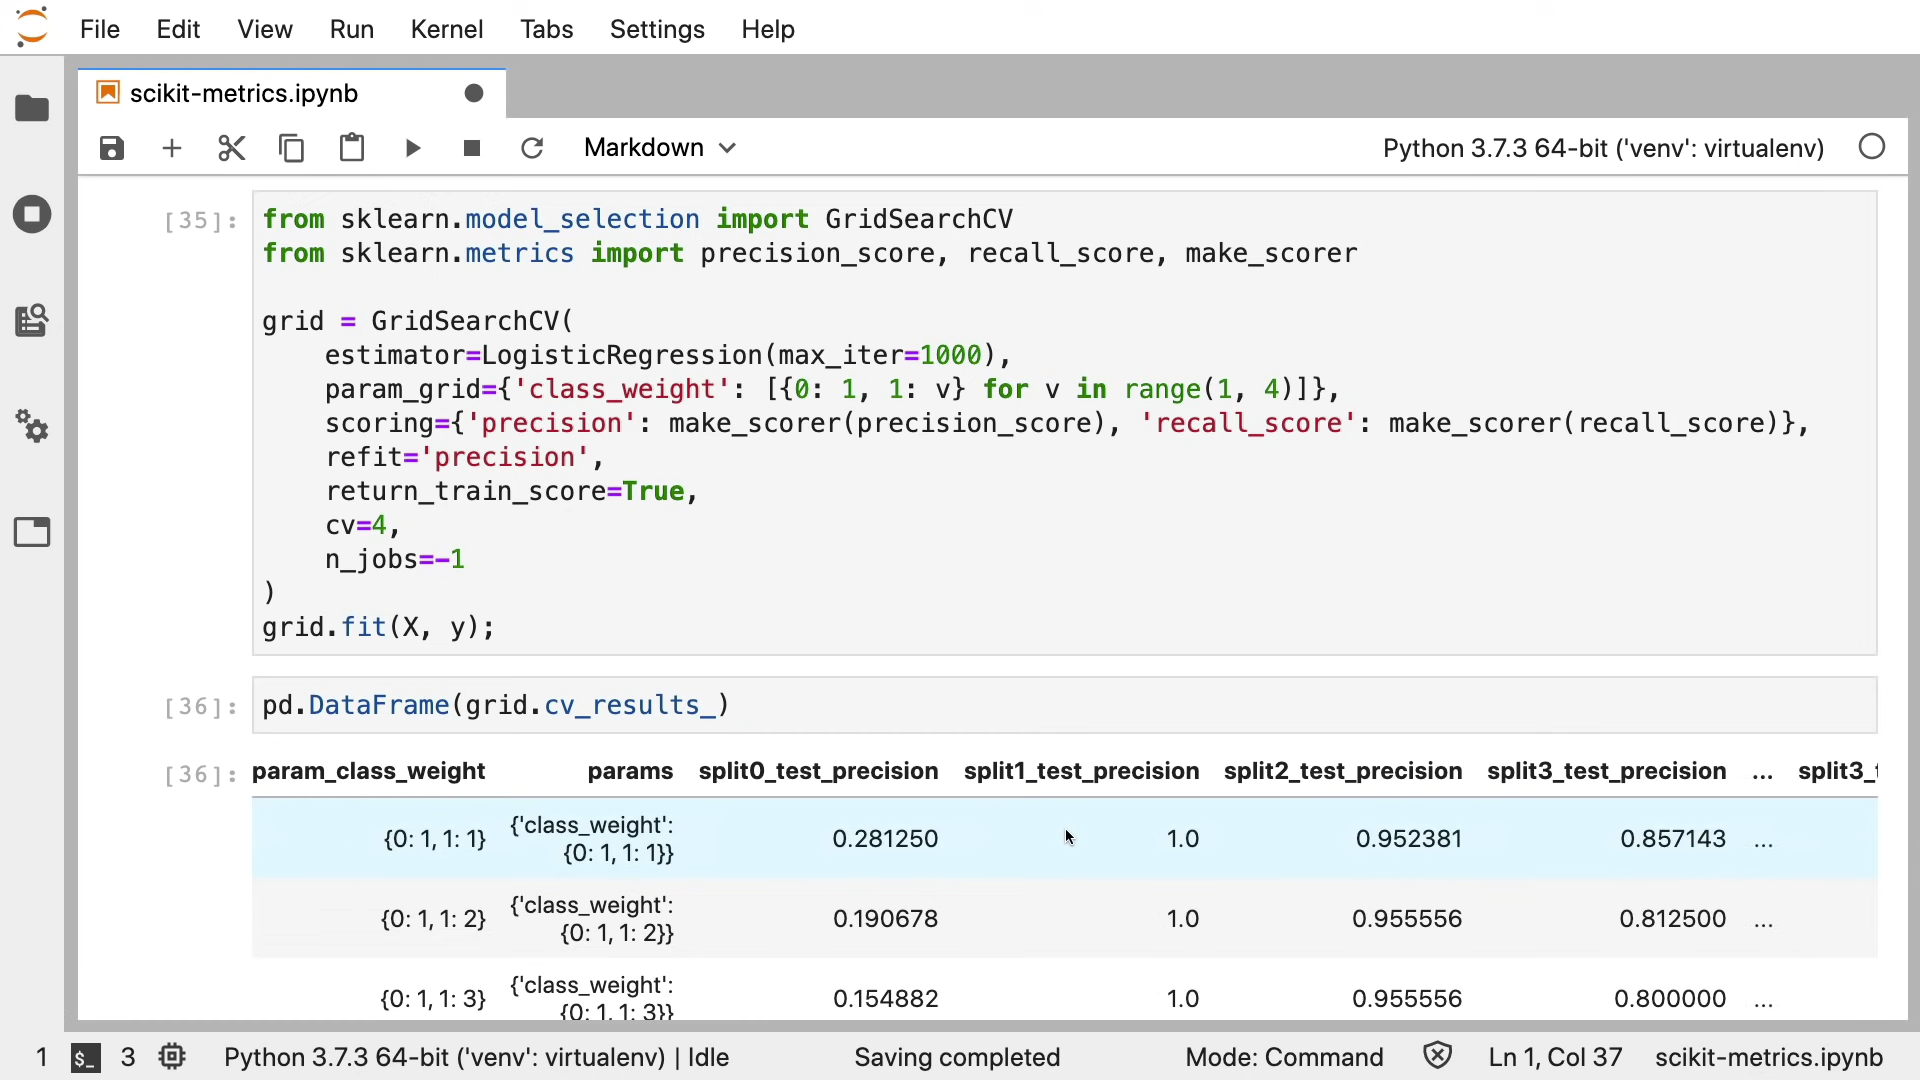 File Edit View Run Kernel Tabs Settings Help
scikit-metrics.ipynb
Markdown
Python 3.7.3 64-bit ('venv': virtualenv)
[35]:
from sklearn.model_selection import GridSearchCV
from sklearn.metrics import precision_score, recall_score, make_scorer
grid = GridSearchCV(
estimator=LogisticRegression(max_iter=1000),
param_grid={'class_weight': [{0: 1, 1: v} for v in range(1, 4)]},
scoring={'precision': make_scorer(precision_score), 'recall_score': make_scorer(recall_score)},
refit='precision',
return_train_score=True,
cv=4,
n_jobs=-1
)
grid.fit(X, y);
[36]: pd.DataFrame(grid.cv_results_)
[36]: param_class_weight params split0_test_precision split1_test_precision split2_test_precision split3_test_precision ... split3_
{0: 1, 1: 1} {'class_weight': {0: 1, 1: 1}} 0.281250 1.0 0.952381 0.857143 ...
{0: 1, 1: 2} {'class_weight': {0: 1, 1: 2}} 0.190678 1.0 0.955556 0.812500 ...
{0: 1, 1: 3} {'class_weight': {0: 1, 1: 3}} 0.154882 1.0 0.955556 0.800000 ...
1 $_ 3 Python 3.7.3 64-bit ('venv': virtualenv) | Idle Saving completed Mode: Command Ln 1, Col 37 scikit-metrics.ipynb